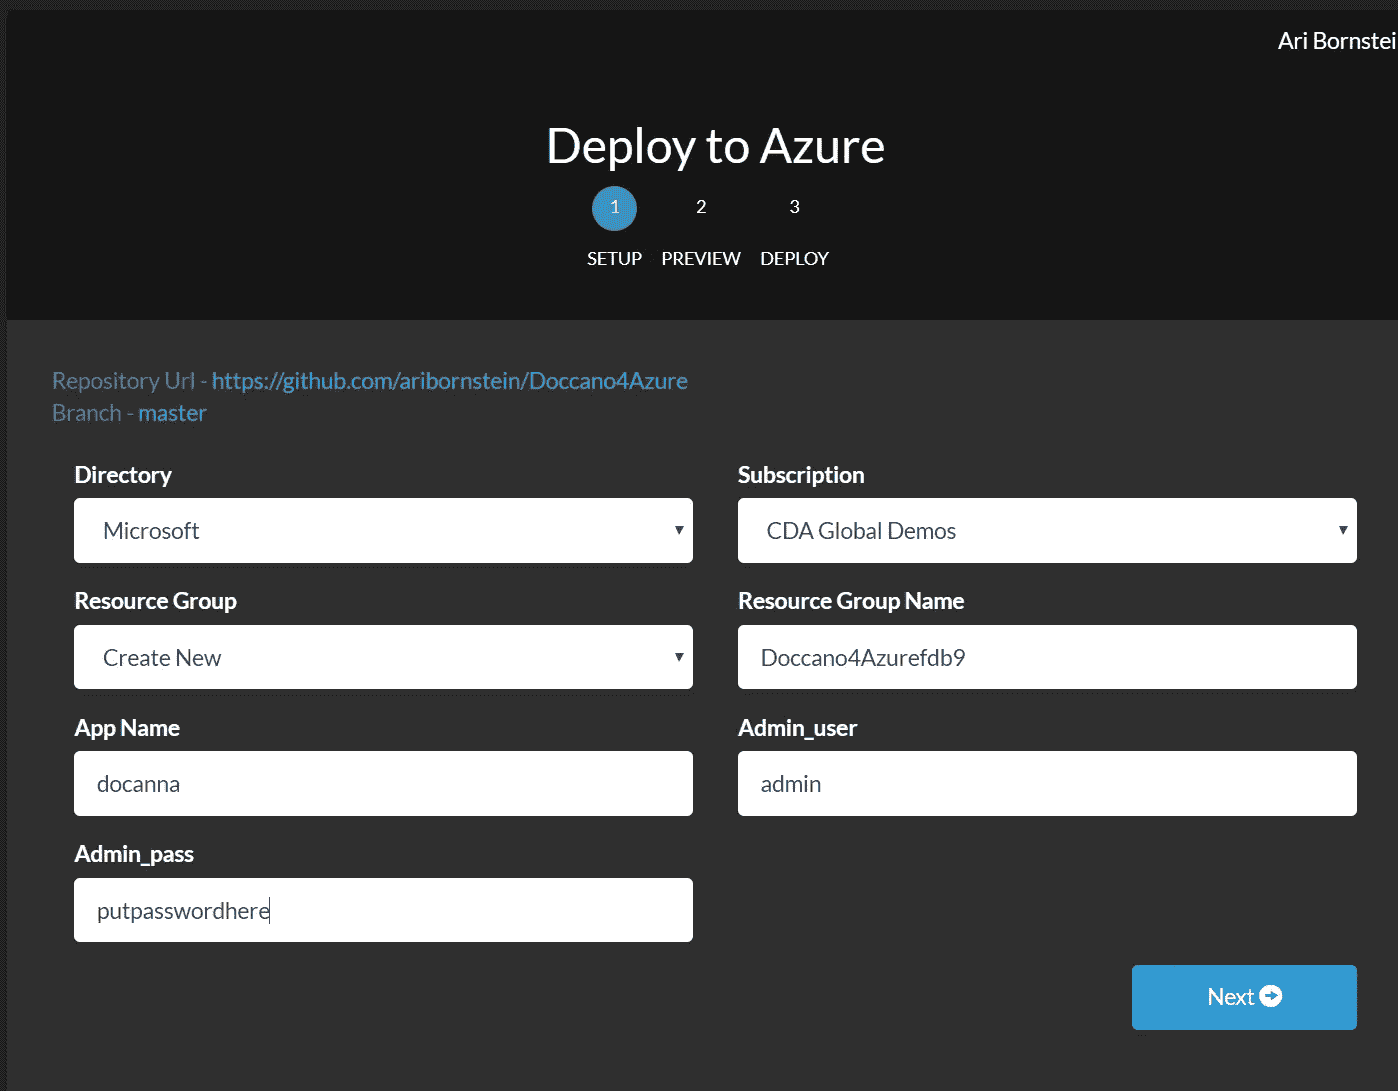 Ari Bornstei
Deploy to Azure
1 2 3
SETUP PREVIEW DEPLOY
Repository Url - https://github.com/aribornstein/Doccano4Azure
Branch - master
Directory Subscription
Microsoft CDA Global Demos
Resource Group Resource Group Name
Create New Doccano4Azurefdb9
App Name Admin_user
docanna admin
Admin_pass
putpasswordhere
Next